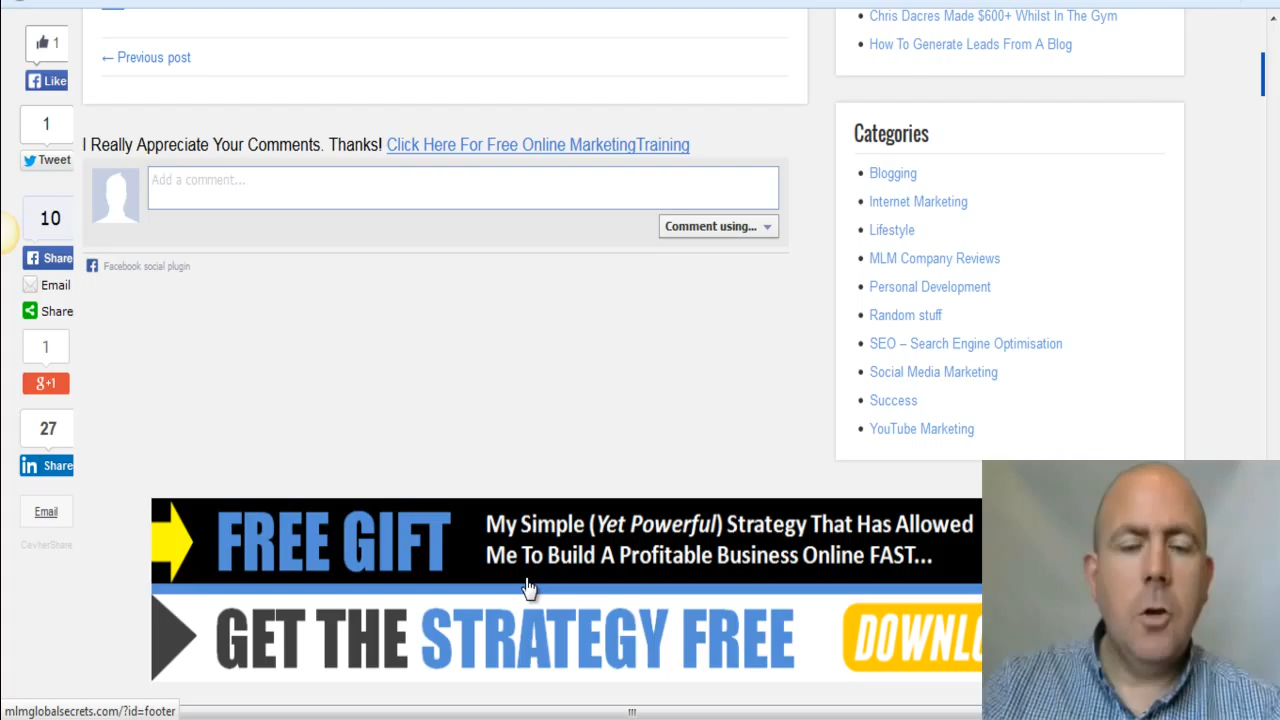 Chris Dacres Made $600+ Whilst In The Gym
How To Generate Leads From A Blog
1
Like
1
Tweet
10
Share
Email
Share
1
g+1
27
in Share
Email
CevherShare
← Previous post
I Really Appreciate Your Comments. Thanks! Click Here For Free Online MarketingTraining
Add a comment...
Comment using...
Facebook social plugin
Categories
Blogging
Internet Marketing
Lifestyle
MLM Company Reviews
Personal Development
Random stuff
SEO – Search Engine Optimisation
Social Media Marketing
Success
YouTube Marketing
FREE GIFT
My Simple (Yet Powerful) Strategy That Has Allowed
Me To Build A Profitable Business Online FAST...
GET THE STRATEGY FREE
DOWNLO
mlmglobalsecrets.com/?id=footer